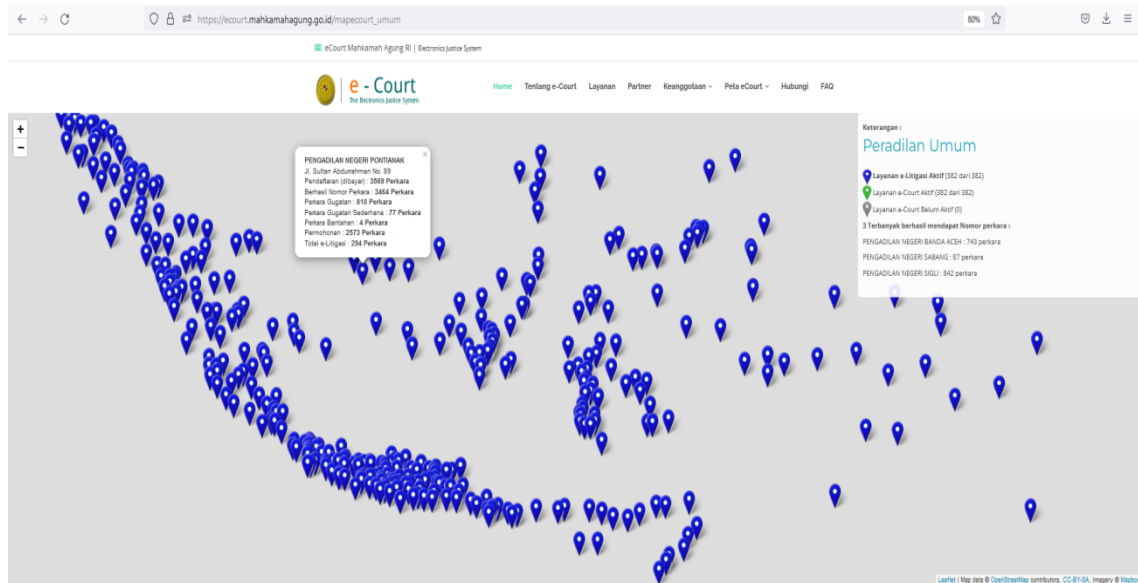 https://ecourt.mahkamahagung.go.id/mapecourt_umum
80%
eCourt Mahkamah Agung RI | Electronics Justice System
e - Court
The Electronics Justice System
Home Tentang e-Court Layanan Partner Keanggotaan Peta eCourt Hubungi FAQ
+
−
PENGADILAN NEGERI PONTIANAK
Jl. Sultan Abdurahman No. 89
Pendaftaran (dibayar) : 3569 Perkara
Berhasil Nomor Perkara : 3464 Perkara
Perkara Gugatan : 810 Perkara
Perkara Gugatan Sederhana : 77 Perkara
Perkara Bantahan : 4 Perkara
Permohonan : 2573 Perkara
Total e-Litigasi : 294 Perkara
Keterangan :
Peradilan Umum
Layanan e-Litigasi Aktif (382 dari 382)
Layanan e-Court Aktif (382 dari 382)
Layanan e-Court Belum Aktif (0)
3 Terbanyak berhasil mendapat Nomor perkara :
PENGADILAN NEGERI BANDA ACEH : 743 perkara
PENGADILAN NEGERI SABANG : 87 perkara
PENGADILAN NEGERI SIGLI : 842 perkara
Leaflet | Map data © OpenStreetMap contributors, CC-BY-SA, Imagery © Mapbox